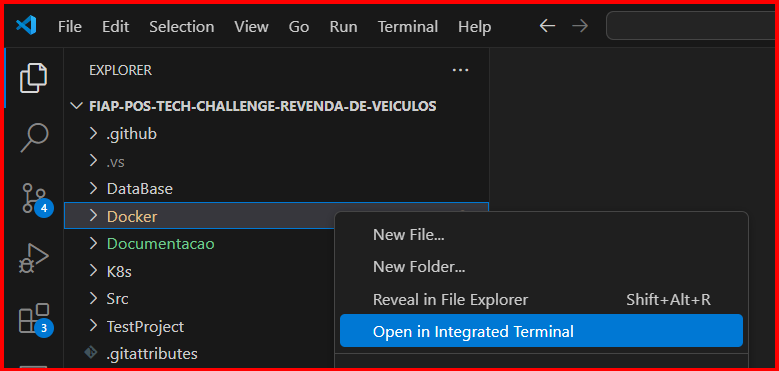 File Edit Selection View Go Run Terminal Help
EXPLORER
FIAP-POS-TECH-CHALLENGE-REVENDA-DE-VEICULOS
.github
.vs
DataBase
Docker
Documentacao
K8s
Src
TestProject
.gitattributes
4
3
New File...
New Folder...
Reveal in File Explorer Shift+Alt+R
Open in Integrated Terminal